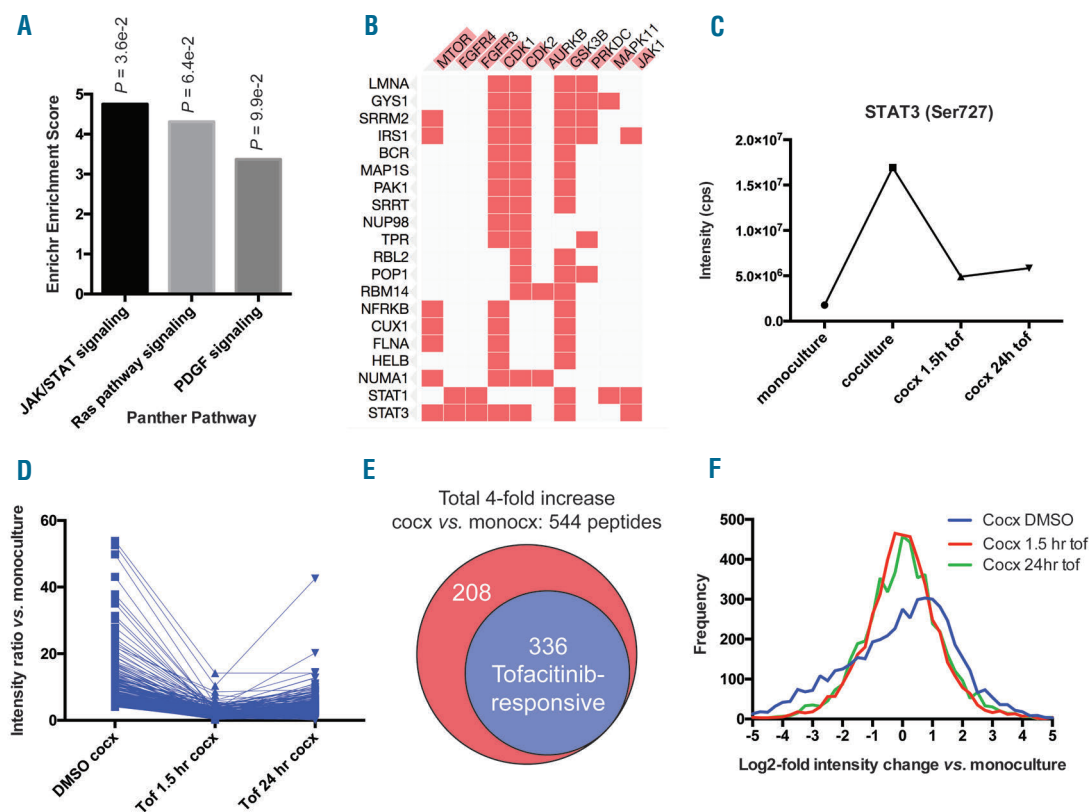 A
P = 3.6e-2
P = 6.4e-2
P = 9.9e-2
Enrichr Enrichment Score
5
4
3
2
1
0
JAK/STAT signaling
Ras pathway signaling
PDGF signaling
Panther Pathway
B
MTOR
FGFR4
FGFR3
CDK1
CDK2
AURKB
GSK3B
PRKDC
MAPK11
JAK1
LMNA
GYS1
SRRM2
IRS1
BCR
MAP1S
PAK1
SRRT
NUP98
TPR
RBL2
POP1
RBM14
NFRKB
CUX1
FLNA
HELB
NUMA1
STAT1
STAT3
C
STAT3 (Ser727)
Intensity (cps)
2.0×10⁷
1.5×10⁷
1.0×10⁷
5.0×10⁶
0.0
monoculture
coculture
cocx 1.5h tof
cocx 24h tof
D
Intensity ratio vs. monoculture
60
40
20
0
DMSO cocx
Tof 1.5 hr cocx
Tof 24 hr cocx
E
Total 4-fold increase
cocx vs. monocx: 544 peptides
208
336
Tofacitinib-
responsive
F
Cocx DMSO
Cocx 1.5 hr tof
Cocx 24hr tof
Frequency
500
400
300
200
100
0
-5 -4 -3 -2 -1 0 1 2 3 4 5
Log2-fold intensity change vs. monoculture